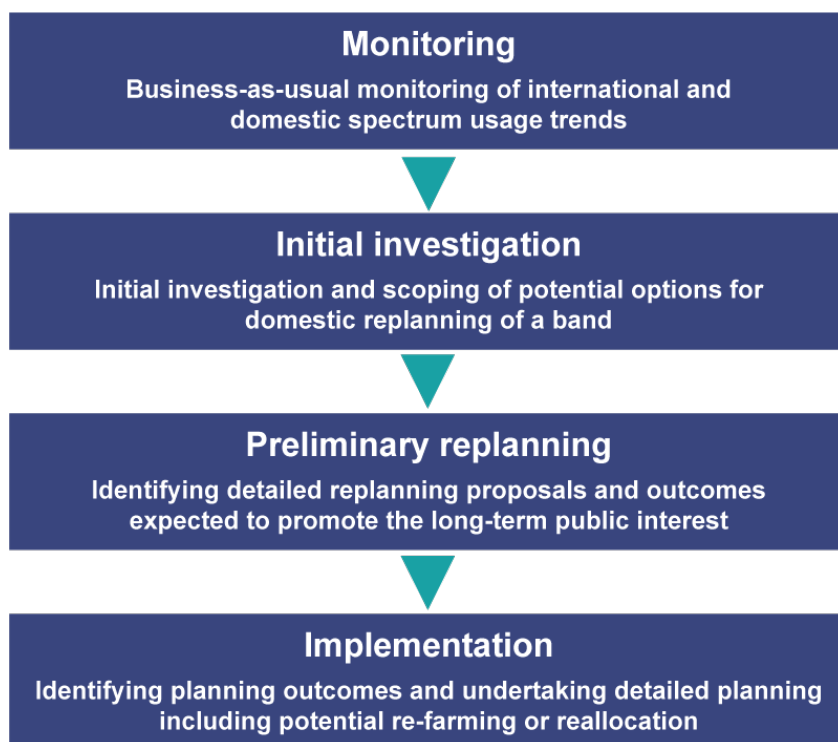 Monitoring
Business-as-usual monitoring of international and
domestic spectrum usage trends
Initial investigation
Initial investigation and scoping of potential options for
domestic replanning of a band
Preliminary replanning
Identifying detailed replanning proposals and outcomes
expected to promote the long-term public interest
Implementation
Identifying planning outcomes and undertaking detailed planning
including potential re-farming or reallocation